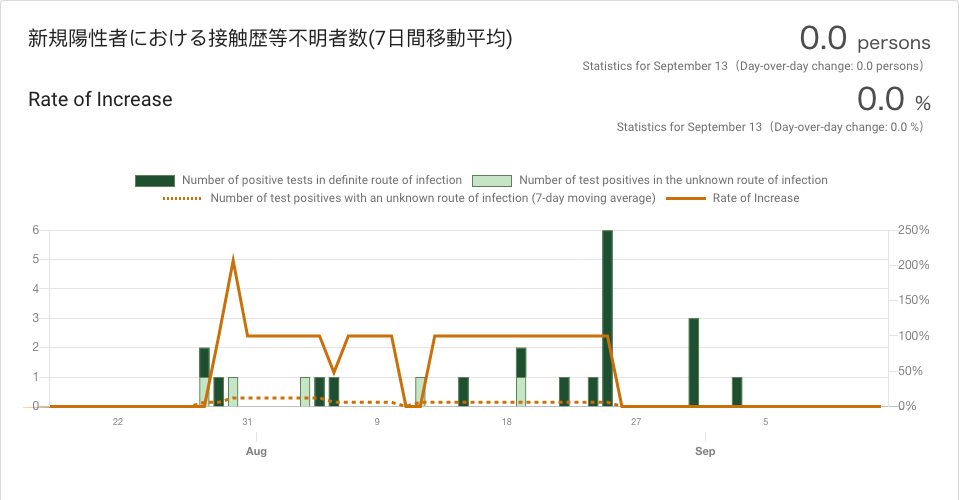 新規陽性者における接触歴等不明者数(7日間移動平均)
0.0 persons
Statistics for September 13（Day-over-day change: 0.0 persons）
Rate of Increase
0.0 %
Statistics for September 13（Day-over-day change: 0.0 %）
Number of positive tests in definite route of infection Number of test positives in the unknown route of infection
Number of test positives with an unknown route of infection (7-day moving average) Rate of Increase
6 250%
5 200%
4
3 150%
2 100%
1 50%
0 0%
22 31 9 18 27 5
Aug Sep